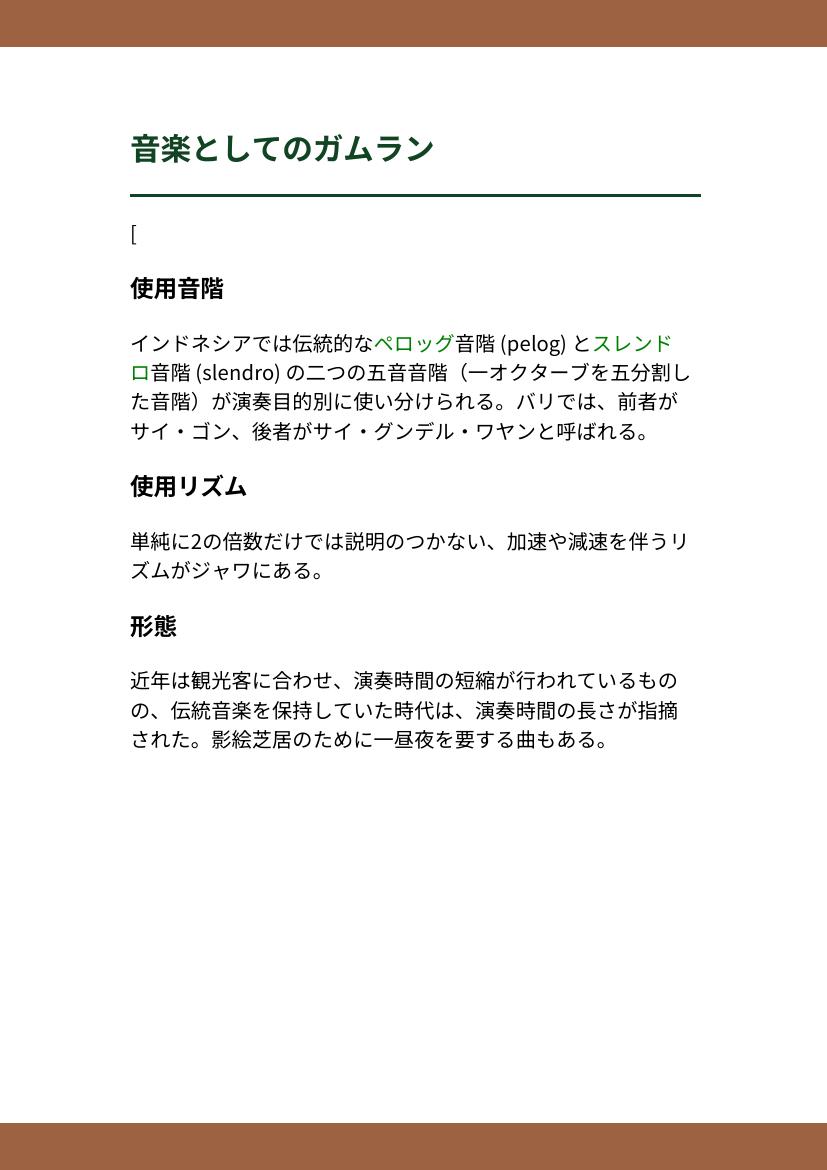 音楽としてのガムラン
[
使用音階
インドネシアでは伝統的なペロッグ音階 (pelog) とスレンド
ロ音階 (slendro) の二つの五音音階（一オクターブを五分割し
た音階）が演奏目的別に使い分けられる。バリでは、前者が
サイ・ゴン、後者がサイ・グンデル・ワヤンと呼ばれる。
使用リズム
単純に2の倍数だけでは説明のつかない、加速や減速を伴うリ
ズムがジャワにある。
形態
近年は観光客に合わせ、演奏時間の短縮が行われているもの
の、伝統音楽を保持していた時代は、演奏時間の長さが指摘
された。影絵芝居のために一昼夜を要する曲もある。